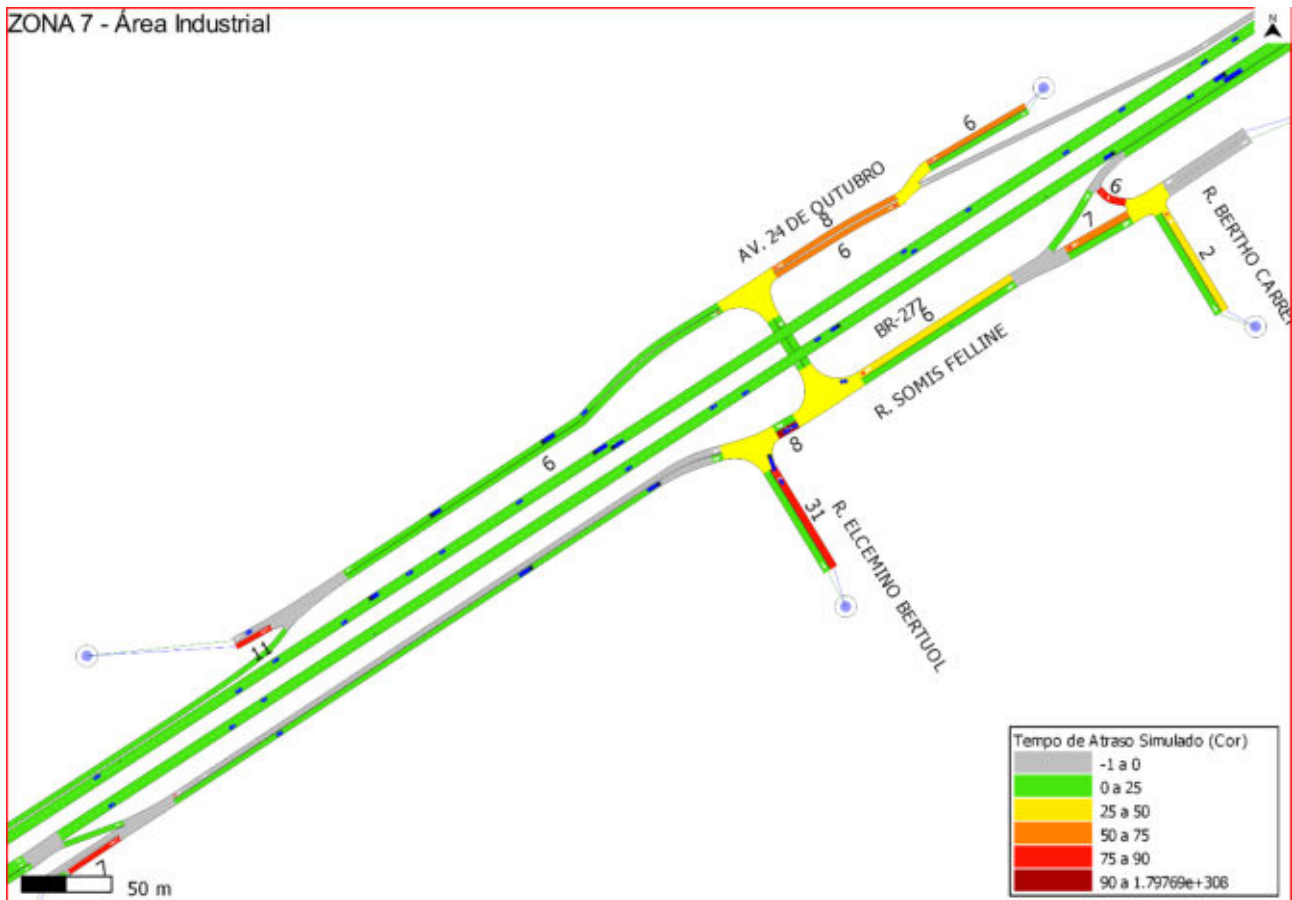 ZONA 7 - Área Industrial
N
6
AV. 24 DE OUTUBRO
8
6
6
7
R. BERTHO CARREI
2
BR-277
6
R. SOMIS FELLINE
8
6
31
R. ELCEMINO BERTUOL
11
7
50 m
Tempo de Atraso Simulado (Cor)
-1 a 0
0 a 25
25 a 50
50 a 75
75 a 90
90 a 1.79769e+308